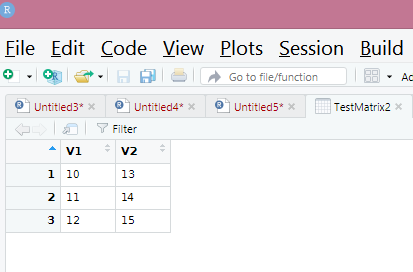 R
File Edit Code View Plots Session Build
Go to file/function
R Untitled3* R Untitled4* R Untitled5* TestMatrix2
Filter
V1 V2
1 10 13
2 11 14
3 12 15